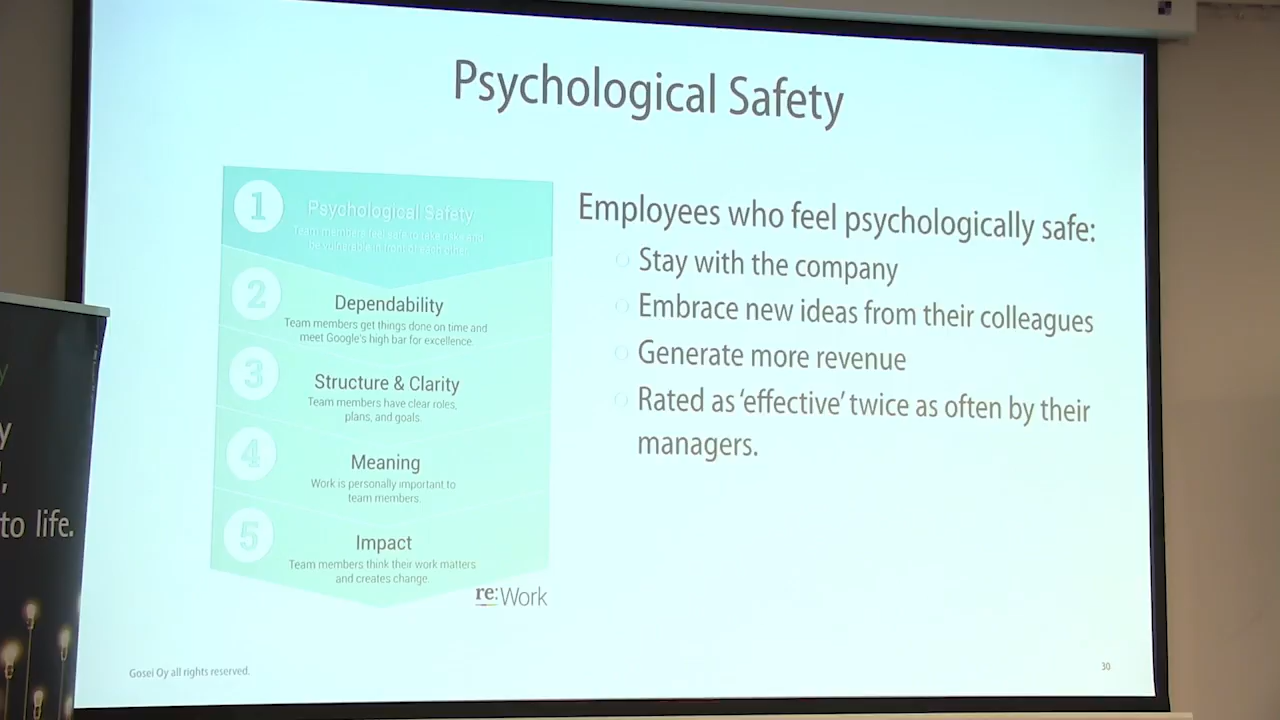 Psychological Safety
1
Psychological Safety
Team members feel safe to take risks and
be vulnerable in front of each other.
2
Dependability
Team members get things done on time and
meet Google's high bar for excellence.
3
Structure & Clarity
Team members have clear roles,
plans, and goals.
4
Meaning
Work is personally important to
team members.
5
Impact
Team members think their work matters
and creates change.
re:Work
Employees who feel psychologically safe:
Stay with the company
Embrace new ideas from their colleagues
Generate more revenue
Rated as 'effective' twice as often by their
managers.
Gosei Oy all rights reserved.
30
y
y
,
to life.